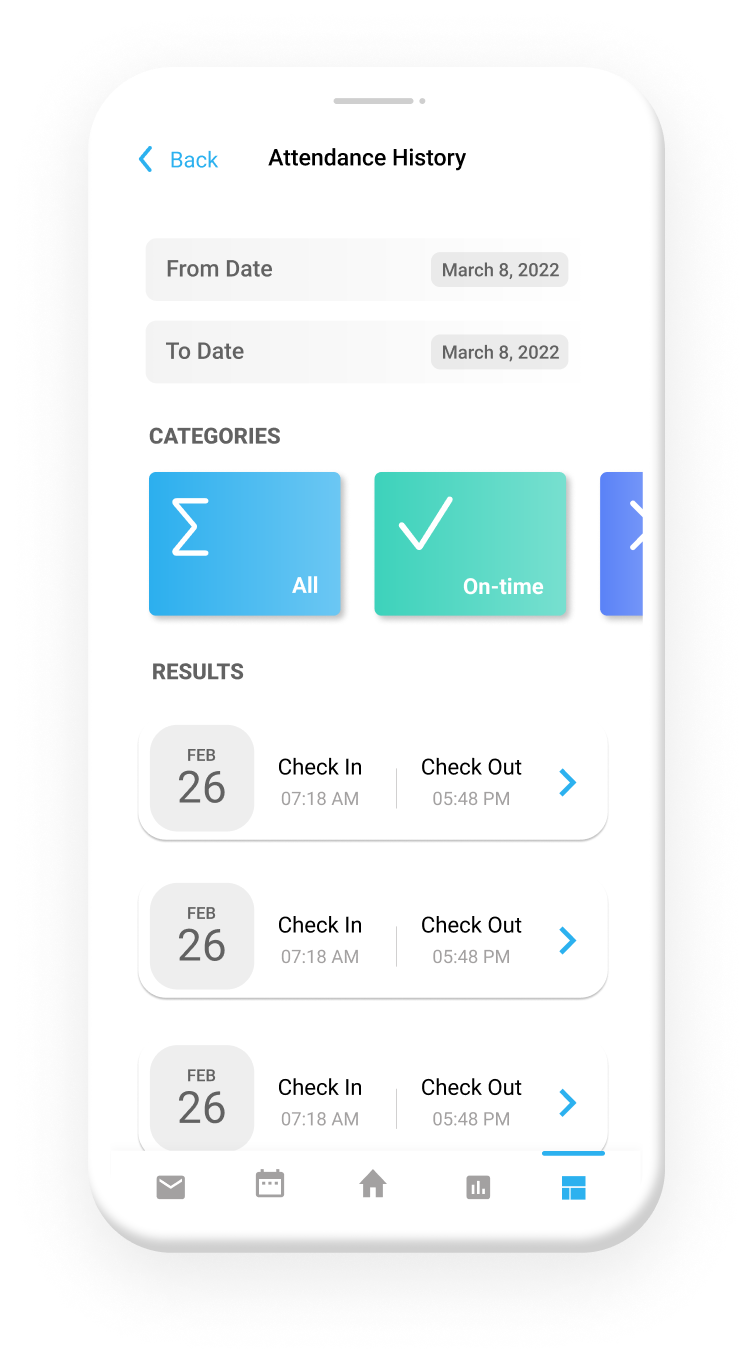 Back
Attendance History
From Date
March 8, 2022
To Date
March 8, 2022
CATEGORIES
All
On-time
RESULTS
FEB
26
Check In
07:18 AM
Check Out
05:48 PM
FEB
26
Check In
07:18 AM
Check Out
05:48 PM
FEB
26
Check In
07:18 AM
Check Out
05:48 PM